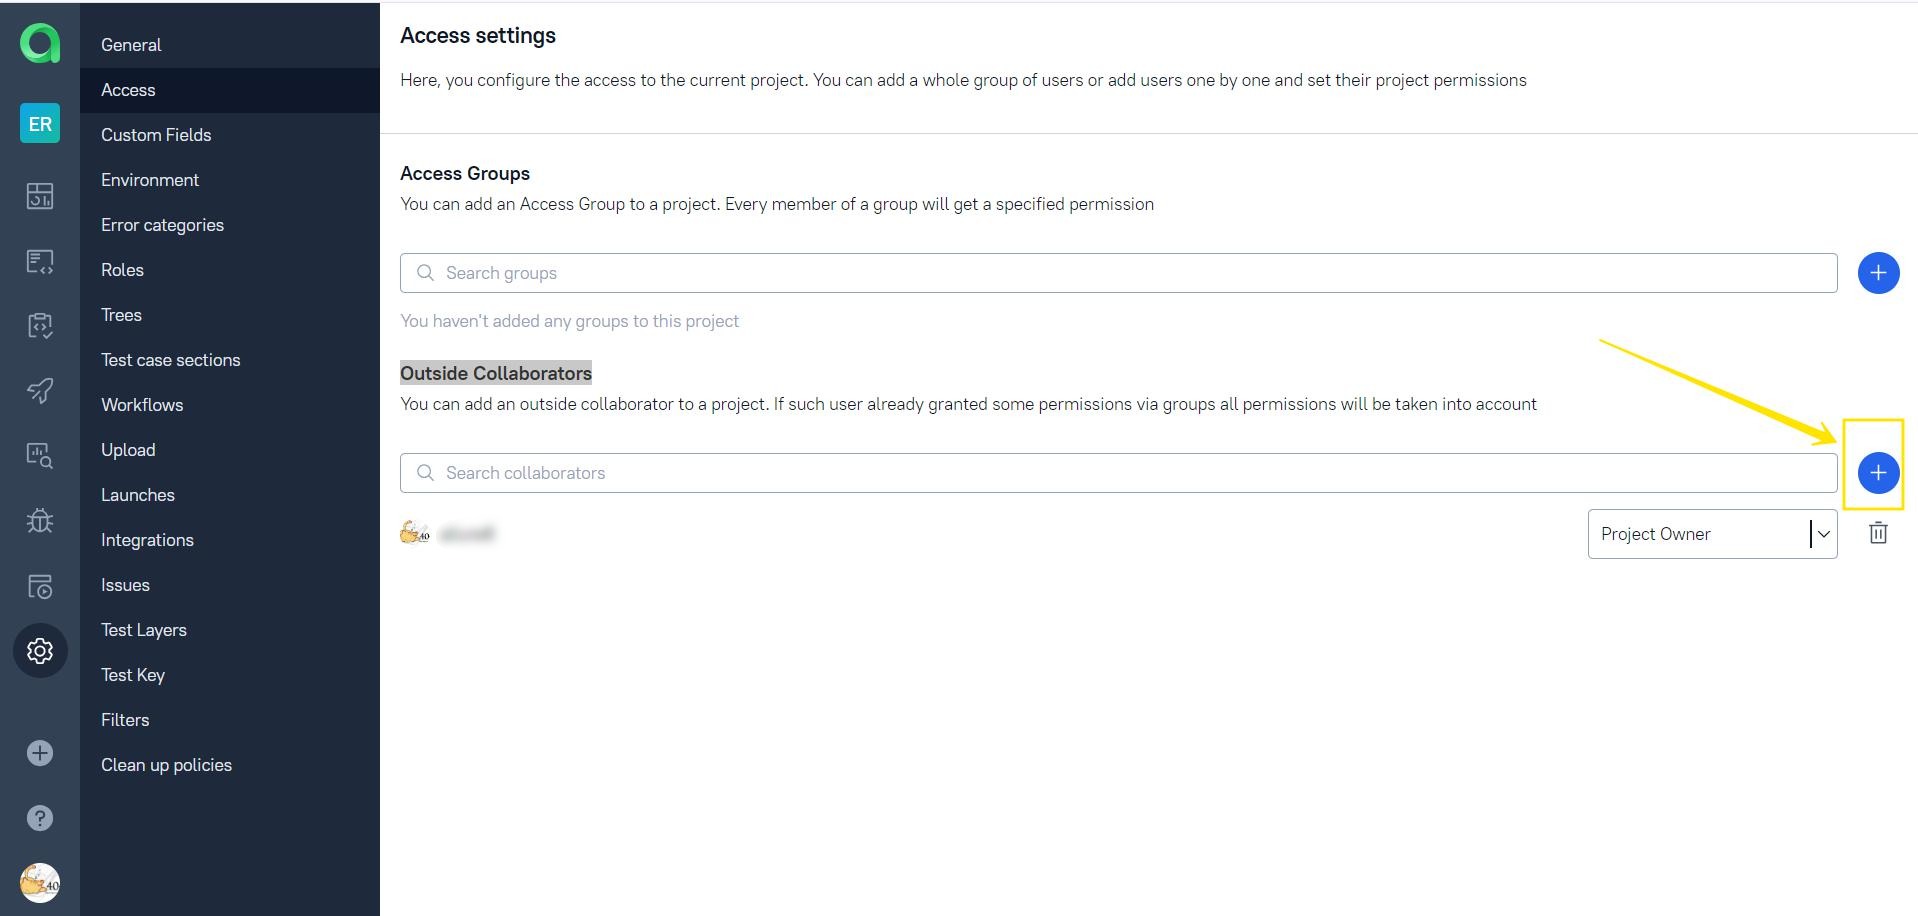 General
Access
Custom Fields
Environment
Error categories
Roles
Trees
Test case sections
Workflows
Upload
Launches
Integrations
Issues
Test Layers
Test Key
Filters
Clean up policies
ER
Access settings
Here, you configure the access to the current project. You can add a whole group of users or add users one by one and set their project permissions
Access Groups
You can add an Access Group to a project. Every member of a group will get a specified permission
Search groups
You haven't added any groups to this project
Outside Collaborators
You can add an outside collaborator to a project. If such user already granted some permissions via groups all permissions will be taken into account
Search collaborators
40
Project Owner
40